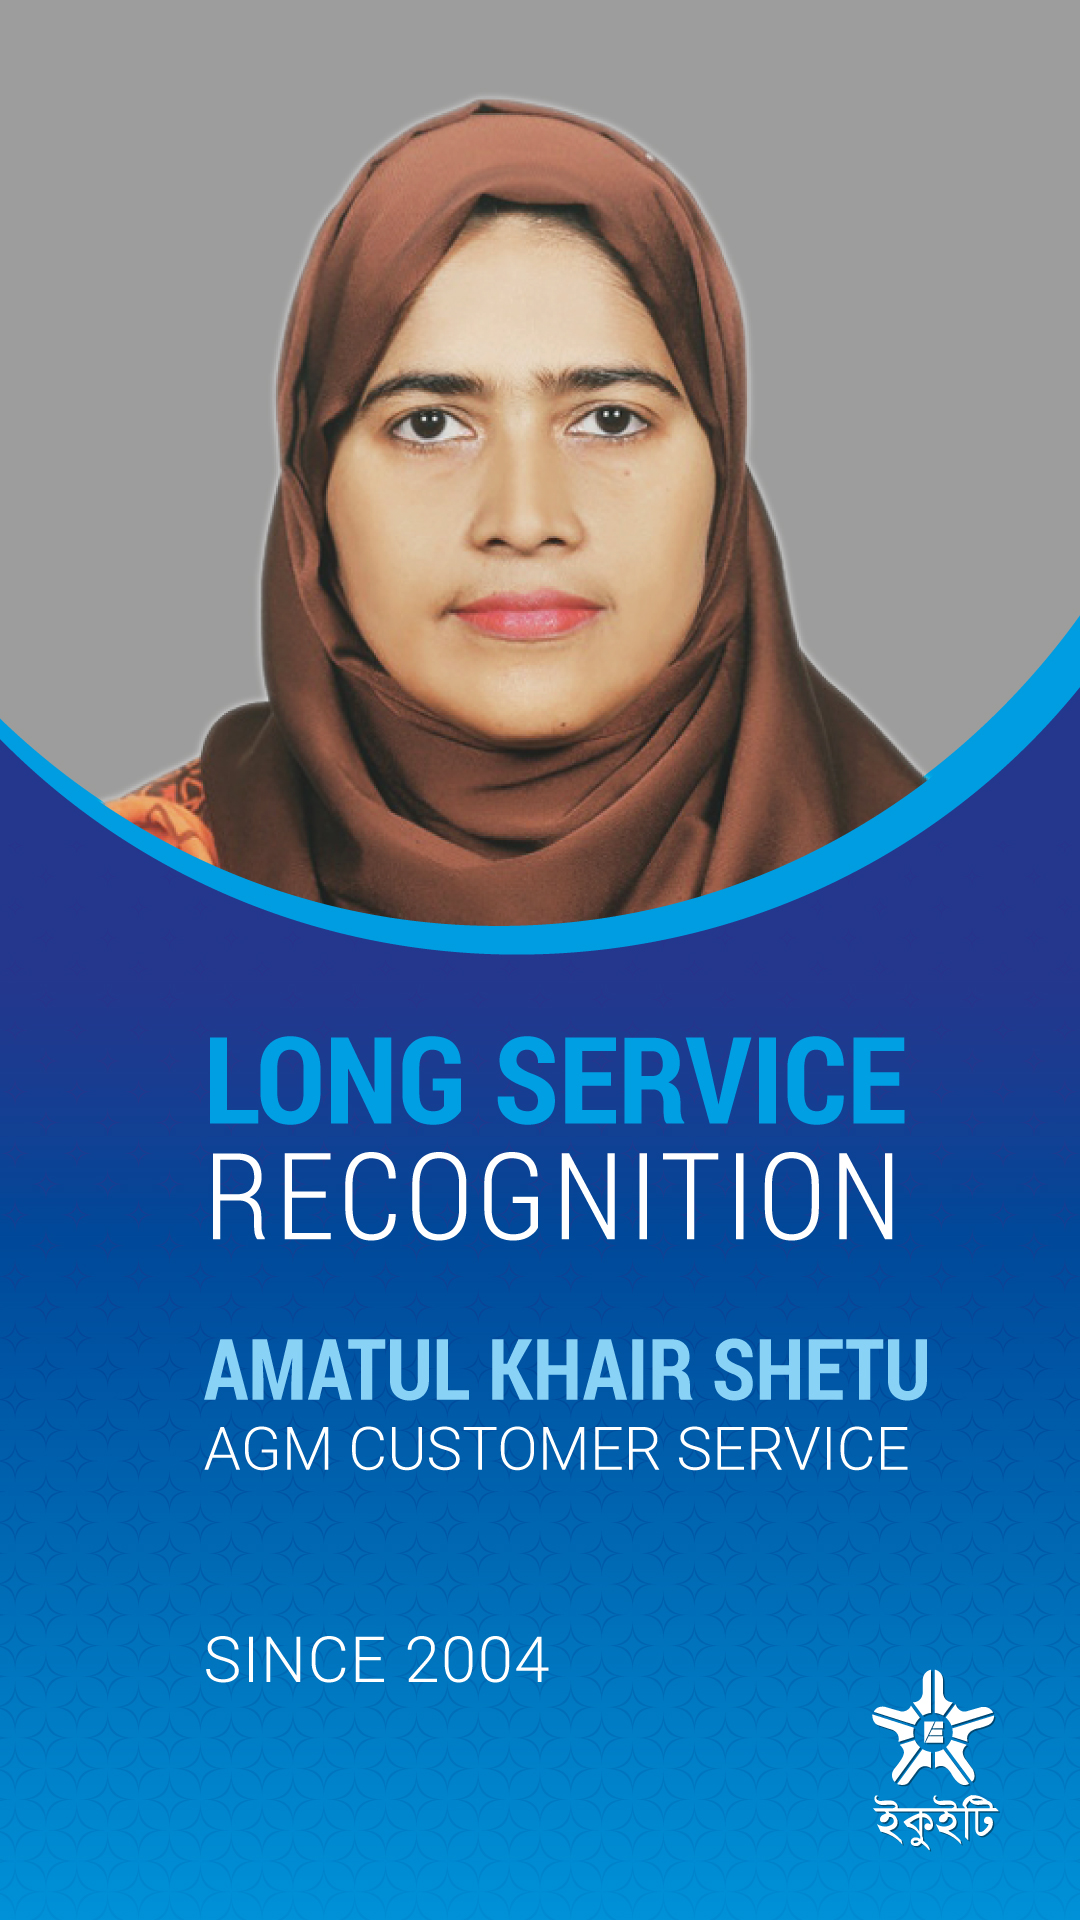 LONG SERVICE
RECOGNITION
AMATUL KHAIR SHETU
AGM CUSTOMER SERVICE
SINCE 2004
E
ইকুইটি